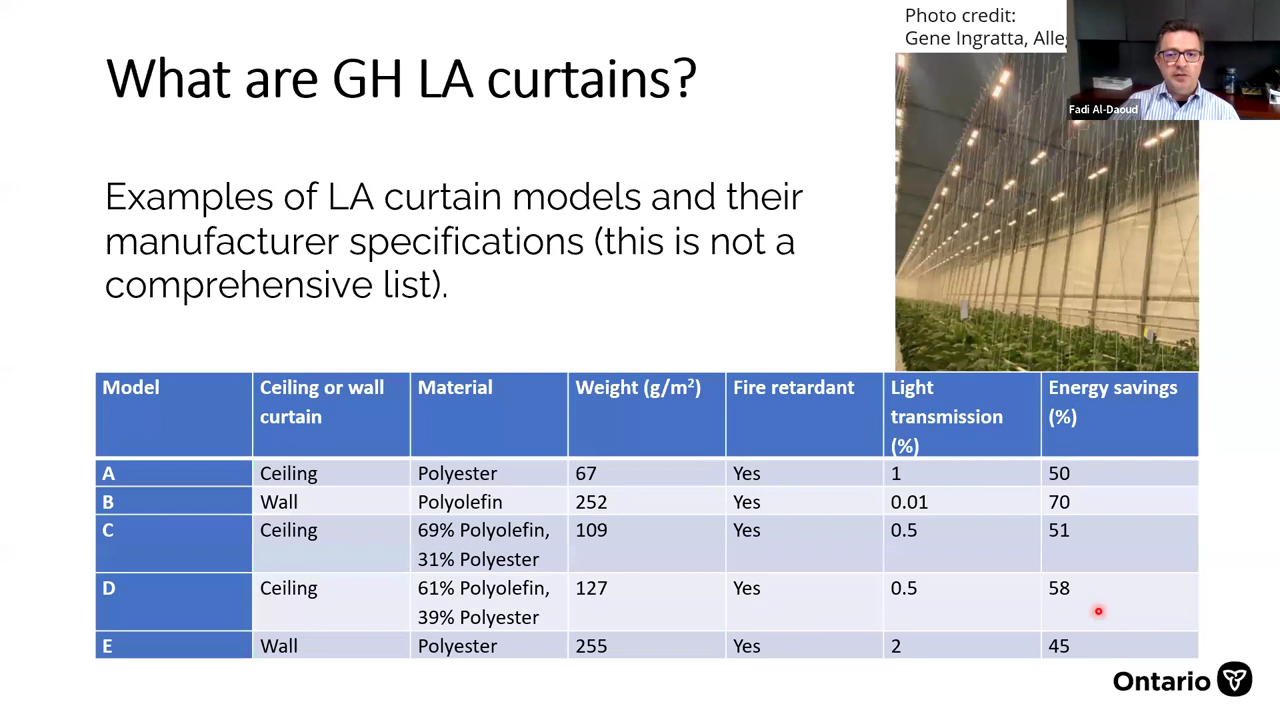 Photo credit:
Gene Ingratta, Alle
Fadi Al-Daoud
What are GH LA curtains?
Examples of LA curtain models and their
manufacturer specifications (this is not a
comprehensive list).
Model Ceiling or wall curtain Material Weight (g/m²) Fire retardant Light transmission (%) Energy savings (%)
A Ceiling Polyester 67 Yes 1 50
B Wall Polyolefin 252 Yes 0.01 70
C Ceiling 69% Polyolefin, 31% Polyester 109 Yes 0.5 51
D Ceiling 61% Polyolefin, 39% Polyester 127 Yes 0.5 58
E Wall Polyester 255 Yes 2 45
Ontario